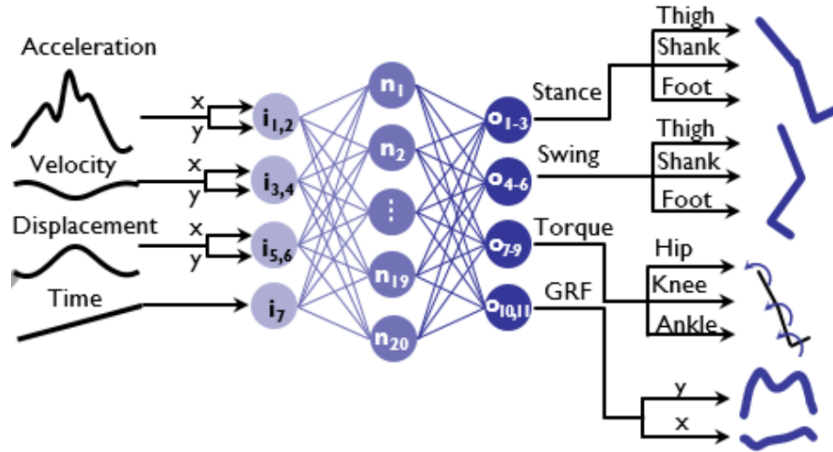 Acceleration
x
y
Velocity
x
y
Displacement
x
y
Time
i1,2
i3,4
i5,6
i7
n1
n2
⋮
n19
n20
o1-3
o4-6
o7-9
o10,11
Stance
Thigh
Shank
Foot
Swing
Thigh
Shank
Foot
Torque
Hip
Knee
Ankle
GRF
y
x